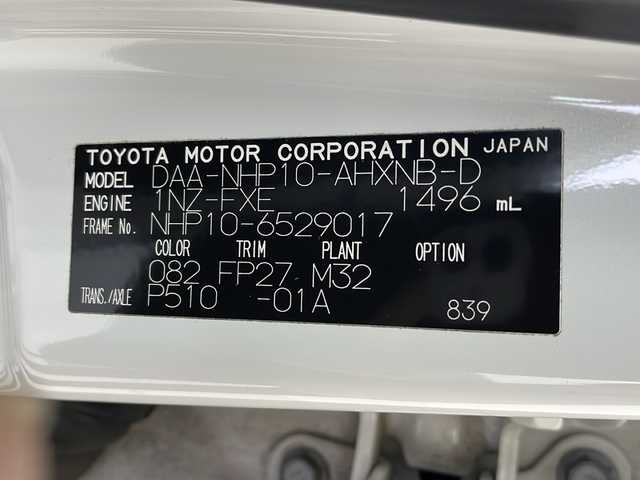 TOYOTA MOTOR CORPORATION JAPAN
MODEL DAA-NHP10-AHXNB-D
ENGINE 1NZ-FXE 1496 mL
FRAME No. NHP10-6529017
COLOR TRIM PLANT OPTION
082 FP27 M32
TRANS./AXLE P510 -01A 839